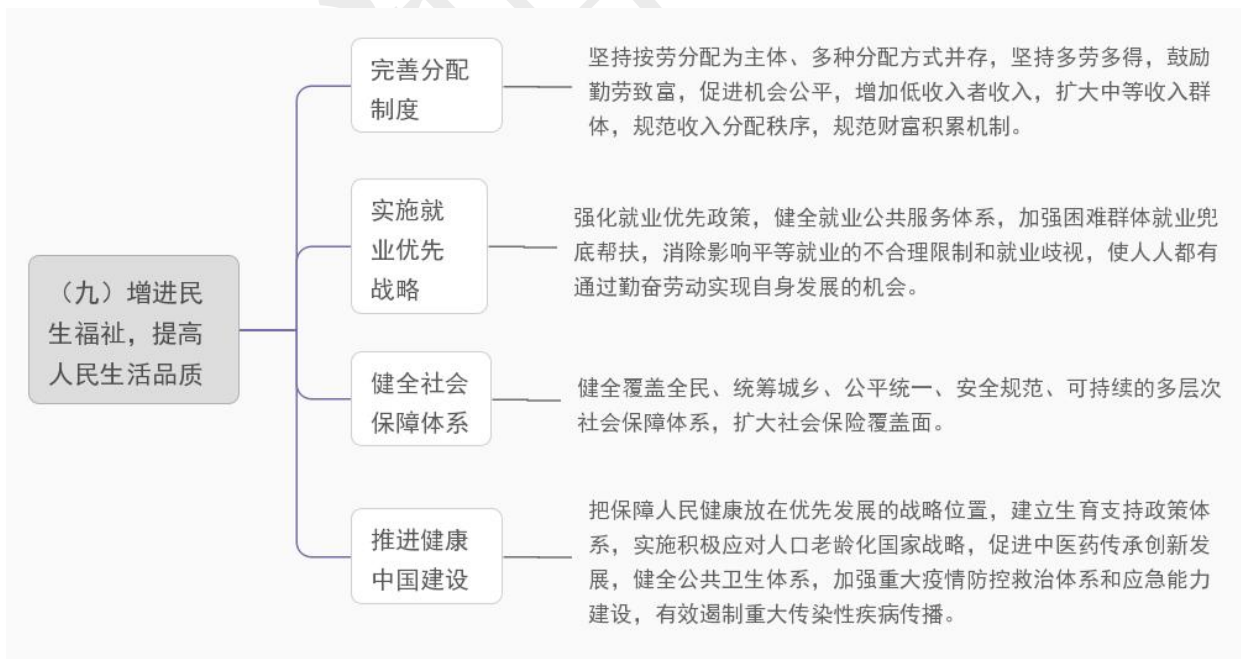 （九）增进民
生福祉，提高
人民生活品质
完善分配
制度
坚持按劳分配为主体、多种分配方式并存，坚持多劳多得，鼓励
勤劳致富，促进机会公平，增加低收入者收入，扩大中等收入群
体，规范收入分配秩序，规范财富积累机制。
实施就
业优先
战略
强化就业优先政策，健全就业公共服务体系，加强困难群体就业兜
底帮扶，消除影响平等就业的不合理限制和就业歧视，使人人都有
通过勤奋劳动实现自身发展的机会。
健全社会
保障体系
健全覆盖全民、统筹城乡、公平统一、安全规范、可持续的多层次
社会保障体系，扩大社会保险覆盖面。
推进健康
中国建设
把保障人民健康放在优先发展的战略位置，建立生育支持政策体
系，实施积极应对人口老龄化国家战略，促进中医药传承创新发
展，健全公共卫生体系，加强重大疫情防控救治体系和应急能力
建设，有效遏制重大传染性疾病传播。